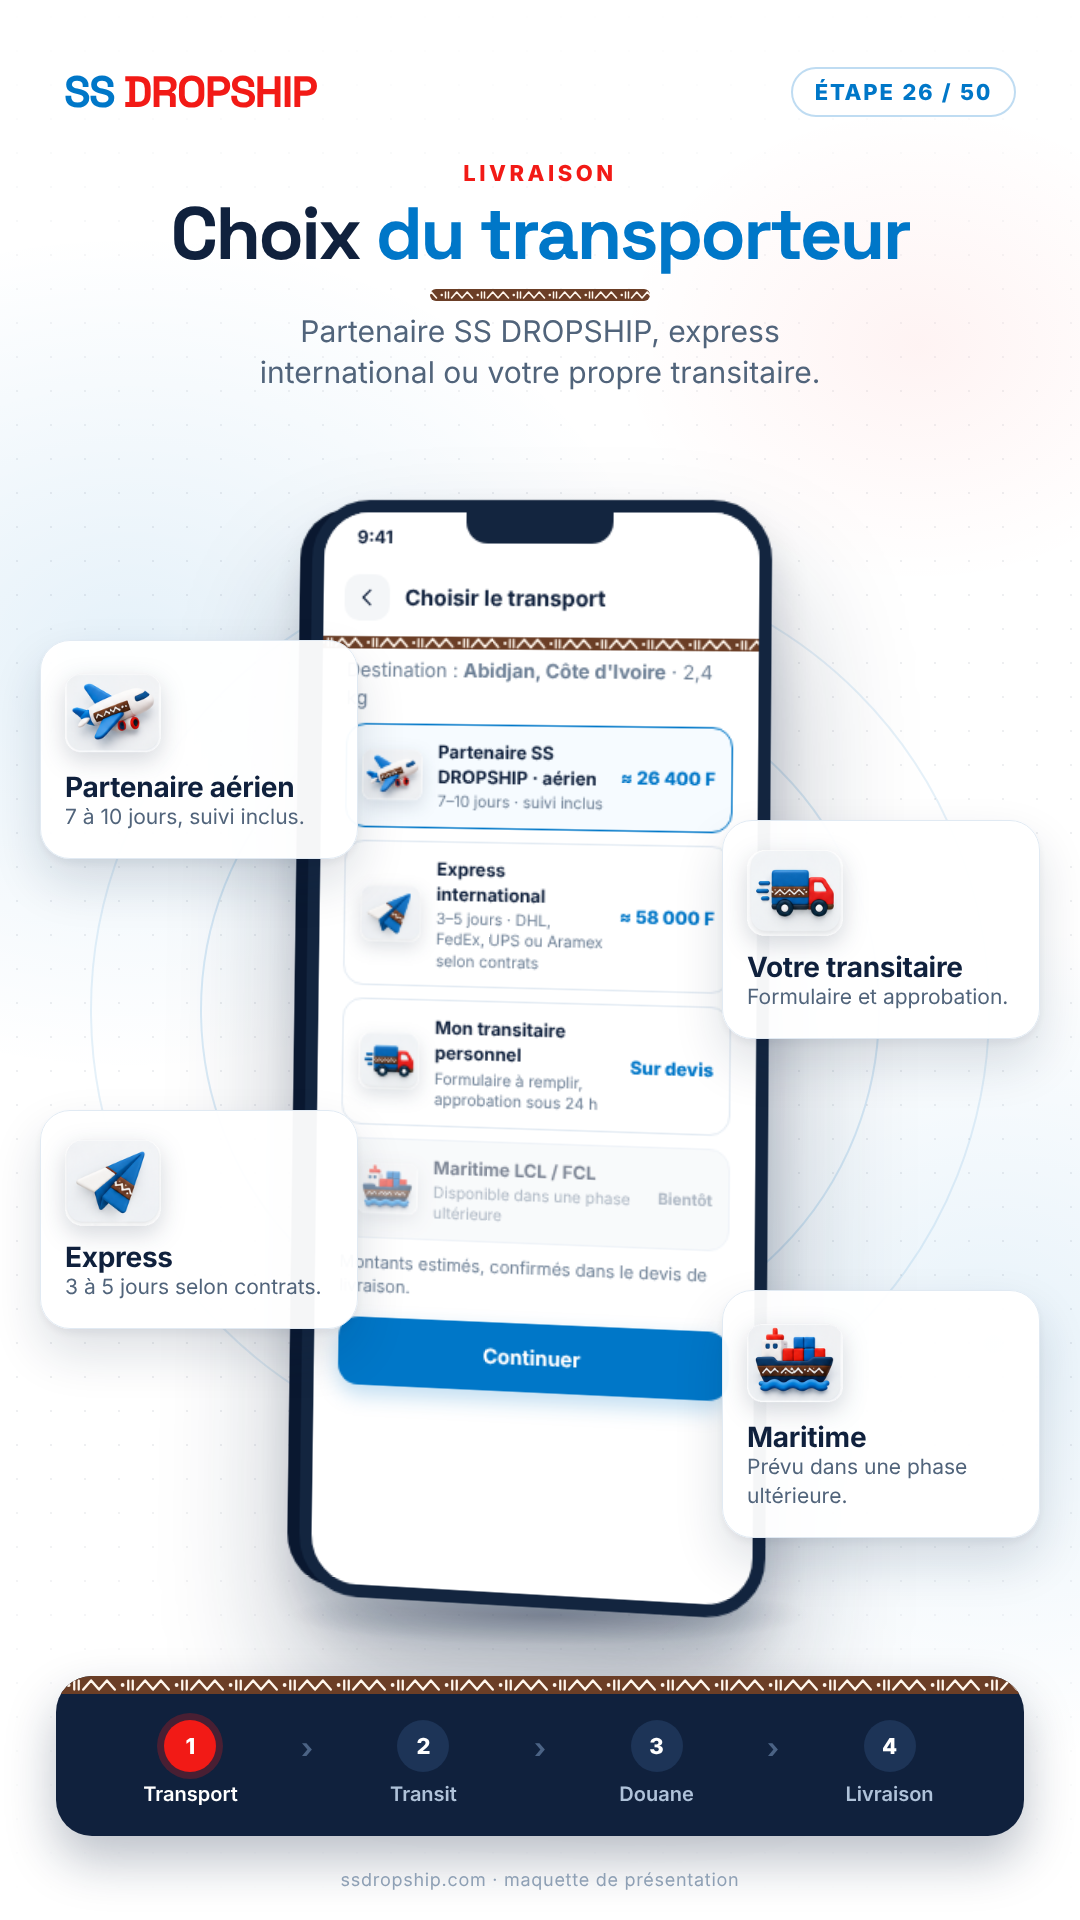 SS DROPSHIP
ÉTAPE 26 / 50
LIVRAISON
Choix du transporteur
Partenaire SS DROPSHIP, express
international ou votre propre transitaire.
9:41
Choisir le transport
estination : Abidjan, Côte d'Ivoire · 2,4
g
Partenaire SS
DROPSHIP · aérien
7–10 jours · suivi inclus
≈ 26 400 F
Express
international
3–5 jours · DHL,
FedEx, UPS ou Aramex
selon contrats
≈ 58 000 F
Mon transitaire
personnel
Formulaire à remplir,
approbation sous 24 h
Sur devis
Maritime LCL / FCL
Disponible dans une phase
ultérieure
Bientôt
ontants estimés, confirmés dans le devis de
raison.
Continuer
Partenaire aérien
7 à 10 jours, suivi inclus.
Votre transitaire
Formulaire et approbation.
Express
3 à 5 jours selon contrats.
Maritime
Prévu dans une phase
ultérieure.
1
Transport
›
2
Transit
›
3
Douane
›
4
Livraison
ssdropship.com · maquette de présentation